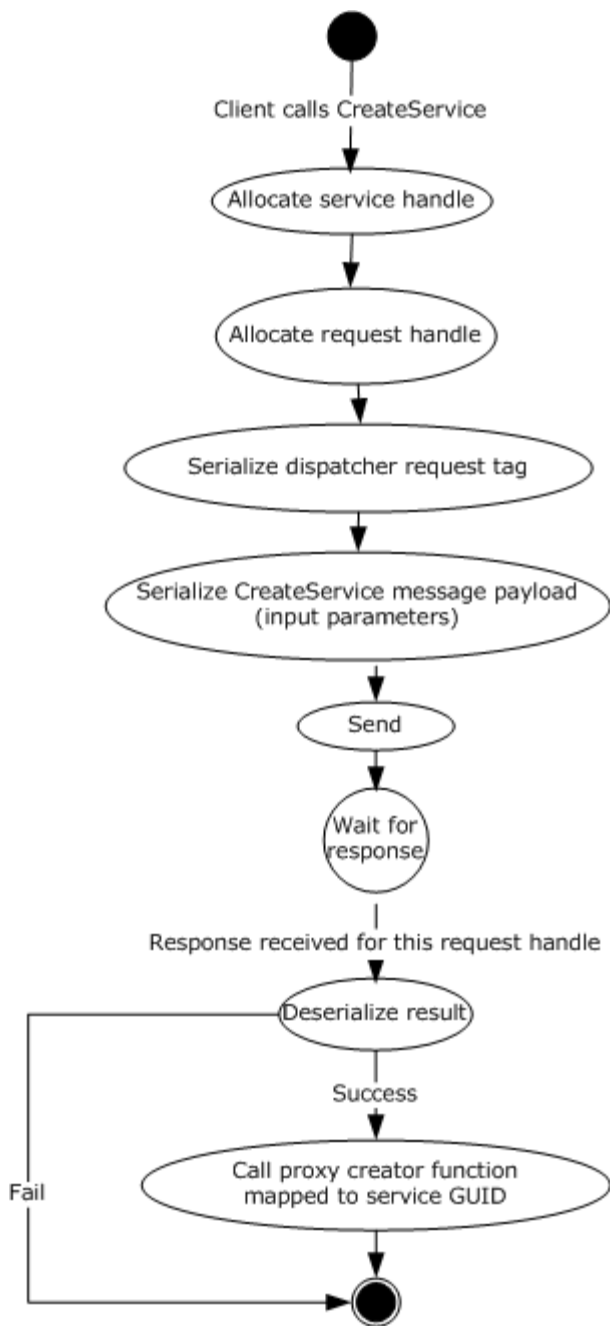 Client calls CreateService
Allocate service handle
Allocate request handle
Serialize dispatcher request tag
Serialize CreateService message payload
(input parameters)
Send
Wait for
response
Response received for this request handle
Deserialize result
Success
Call proxy creator function
mapped to service GUID
Fail